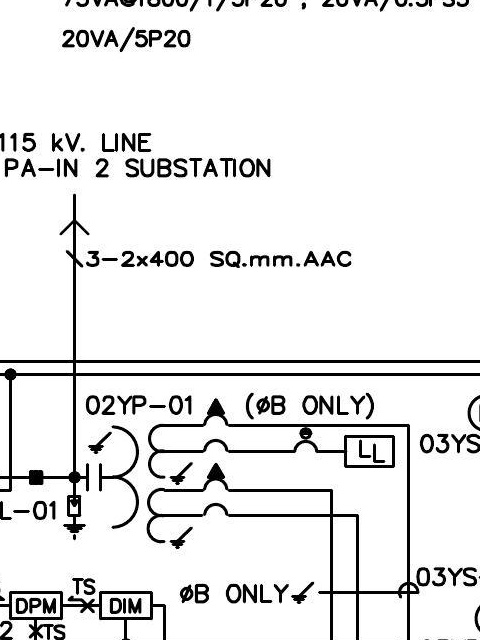 20VA/5P20
115 kV. LINE
PA-IN 2 SUBSTATION
3-2x400 SQ.mm.AAC
02YP-01 (ØB ONLY)
LL
03YS
L-01
03YS-
ØB ONLY
TS
DPM
DIM
2 *TS